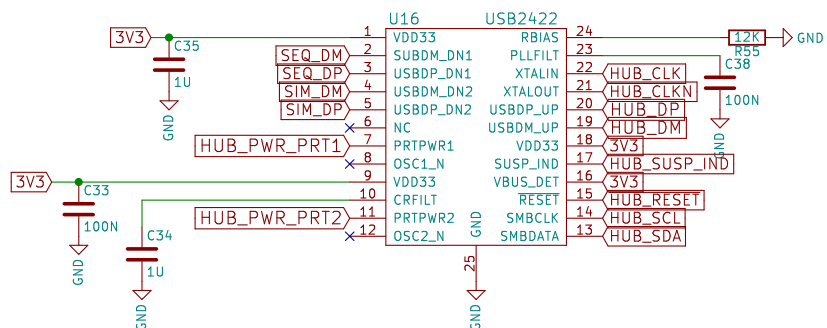 U16 USB2422
3V3 1 VDD33 RBIAS 24 12K GND
C35 R55
SEQ_DM 2 SUBDM_DN1 PLLFILT 23
C38
1U
SEQ_DP 3 USBDP_DN1 XTALIN 22 HUB_CLK
SIM_DM 4 USBDM_DN2 XTALOUT 21 HUB_CLKN
100N
SIM_DP 5 USBDP_DN2 USBDP_UP 20 HUB_DP
GND
6 NC USBDM_UP 19 HUB_DM
GND
HUB_PWR_PRT1 7 PRTPWR1 VDD33 18 3V3
8 OSC1_N SUSP_IND 17 HUB_SUSP_IND
3V3 9 VDD33 VBUS_DET 16 3V3
C33
10 CRFILT RESET 15 HUB_RESET
HUB_PWR_PRT2 11 PRTPWR2 SMBCLK 14 HUB_SCL
100N
C34
12 OSC2_N SMBDATA 13 HUB_SDA
GND
25
GND
1U
GND
GND